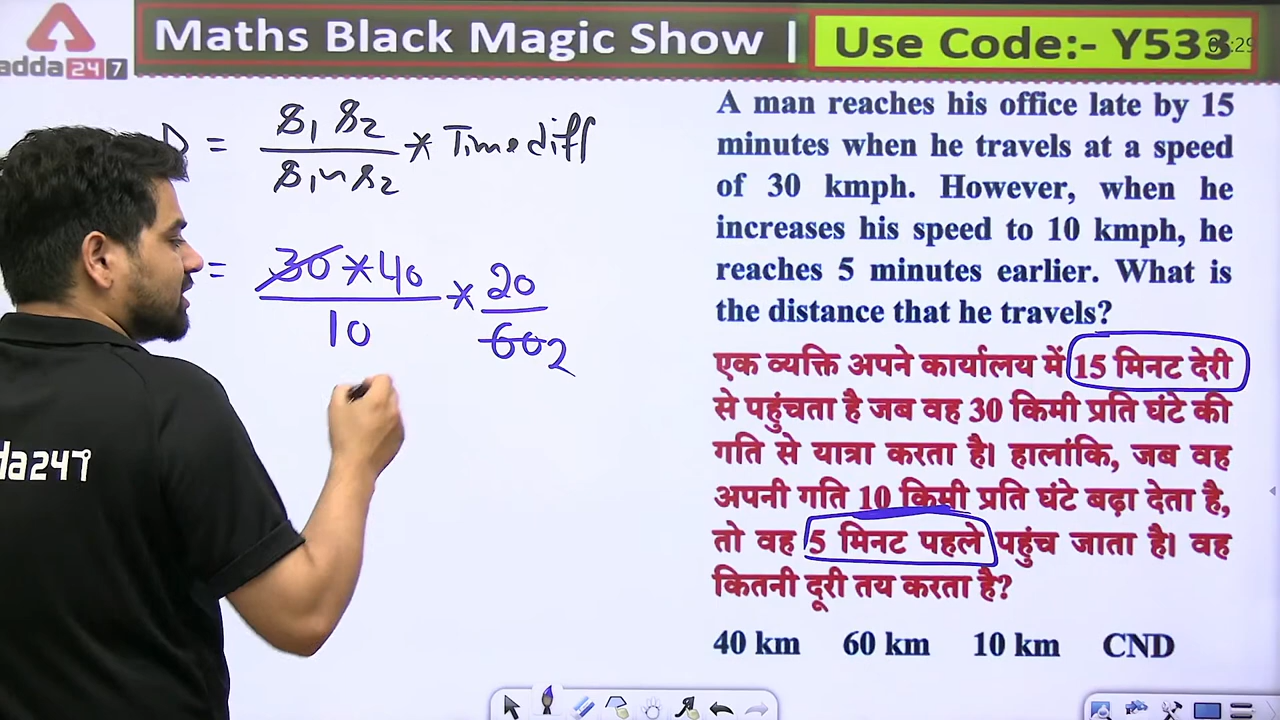 Maths Black Magic Show | Use Code:- Y533
adda247
D = s1 s2 / s1 ~ s2 * Time diff
= 30 * 40 / 10 * 20 / 60 2
da247
A man reaches his office late by 15
minutes when he travels at a speed
of 30 kmph. However, when he
increases his speed to 10 kmph, he
reaches 5 minutes earlier. What is
the distance that he travels?
एक व्यक्ति अपने कार्यालय में 15 मिनट देरी
से पहुंचता है जब वह 30 किमी प्रति घंटे की
गति से यात्रा करता है। हालांकि, जब वह
अपनी गति 10 किमी प्रति घंटे बढ़ा देता है,
तो वह 5 मिनट पहले पहुंच जाता है। वह
कितनी दूरी तय करता है?
40 km 60 km 10 km CND